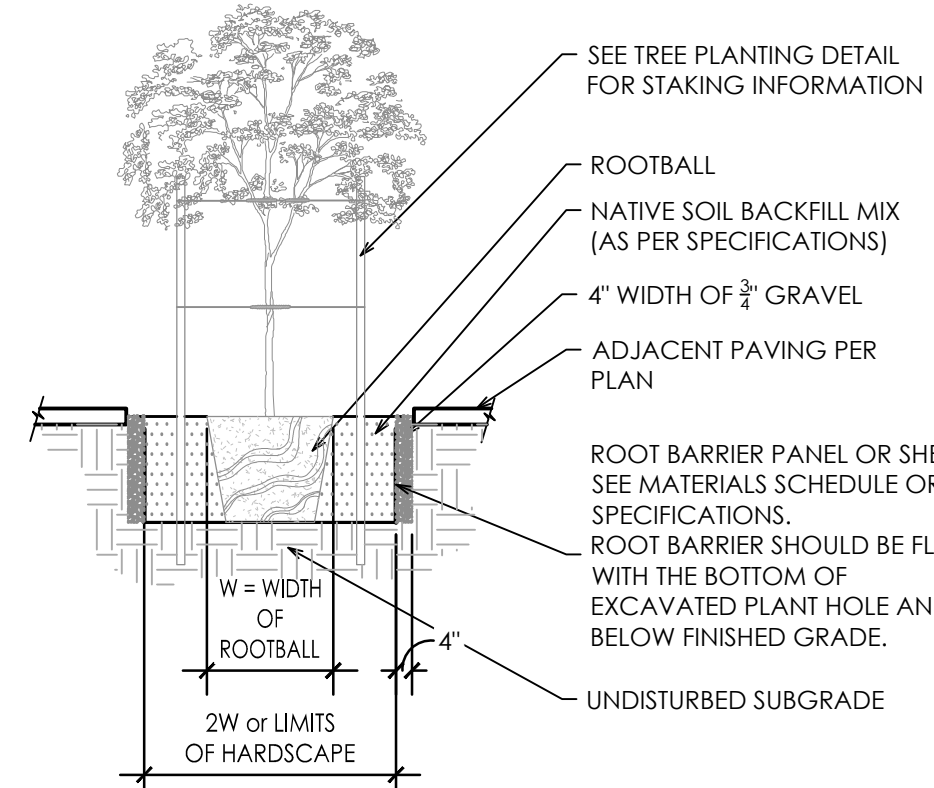 SEE TREE PLANTING DETAIL
FOR STAKING INFORMATION
ROOTBALL
NATIVE SOIL BACKFILL MIX
(AS PER SPECIFICATIONS)
4" WIDTH OF 3/4" GRAVEL
ADJACENT PAVING PER
PLAN
ROOT BARRIER PANEL OR
SEE MATERIALS SCHEDULE OR
SPECIFICATIONS.
ROOT BARRIER SHOULD BE
WITH THE BOTTOM OF
EXCAVATED PLANT HOLE
BELOW FINISHED GRADE.
UNDISTURBED SUBGRADE
W = WIDTH
OF
ROOTBALL
4"
2W or LIMITS
OF HARDSCAPE